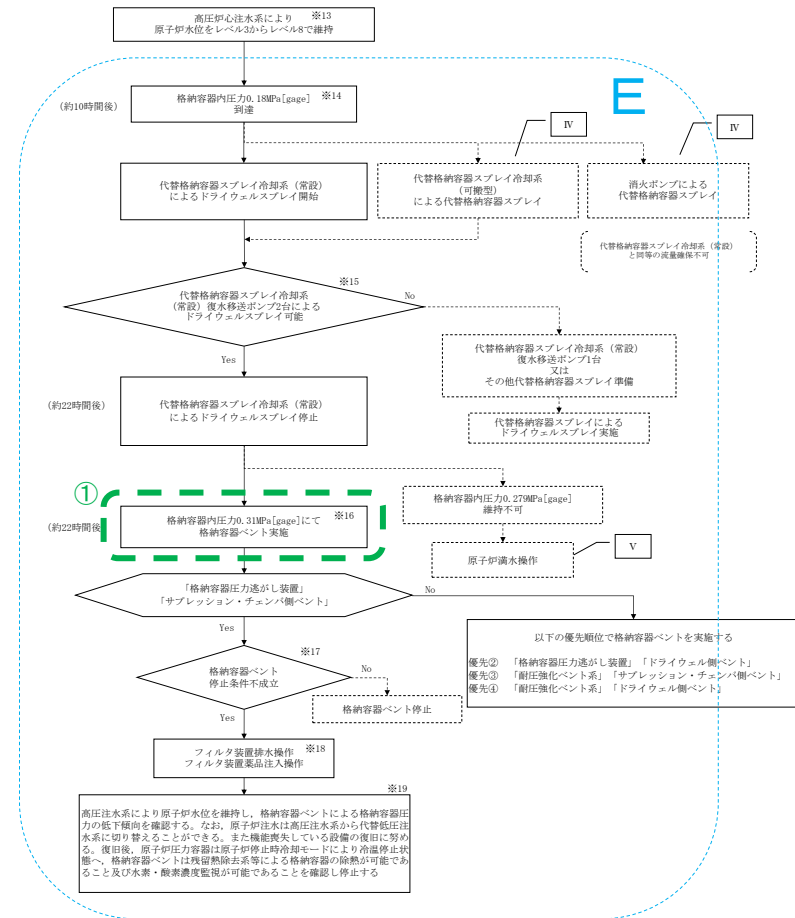 高圧炉心注水系により ※13
原子炉水位をレベル3からレベル8で維持
E
(約10時間後)
格納容器内圧力0.18MPa[gage] ※14
到達
Ⅳ
Ⅳ
代替格納容器スプレイ冷却系（常設）
によるドライウェルスプレイ開始
代替格納容器スプレイ冷却系
(可搬型)
による代替格納容器スプレイ
消火ポンプによる
代替格納容器スプレイ
代替格納容器スプレイ冷却系（常設）
と同等の流量確保不可
※15
代替格納容器スプレイ冷却系
(常設）復水移送ポンプ2台による
ドライウェルスプレイ可能
No
Yes
代替格納容器スプレイ冷却系（常設）
復水移送ポンプ1台
又は
その他代替格納容器スプレイ準備
(約22時間後)
代替格納容器スプレイ冷却系（常設）
によるドライウェルスプレイ停止
代替格納容器スプレイによる
ドライウェルスプレイ実施
①
格納容器内圧力0.279MPa[gage]
維持不可
(約22時間後)
格納容器内圧力0.31MPa[gage]にて ※16
格納容器ベント実施
Ⅴ
原子炉満水操作
「格納容器圧力逃がし装置」
「サブレッション・チェンバ側ベント」
No
Yes
以下の優先順位で格納容器ベントを実施する
優先② 「格納容器圧力逃がし装置」「ドライウェル側ベント」
優先③ 「耐圧強化ベント系」「サプレッション・チェンバ側ベント」
優先④ 「耐圧強化ベント系」「ドライウェル側ベント」
※17
格納容器ベント
停止条件不成立
No
格納容器ベント停止
Yes
フィルタ装置排水操作 ※18
フィルタ装置薬品注入操作
※19
高圧注水系により原子炉水位を維持し，格納容器ベントによる格納容器圧
力の低下傾向を確認する。なお，原子炉注水は高圧注水系から代替低圧注
水系に切り替えることができる。また機能喪失している設備の復旧に努め
る。復旧後，原子炉圧力容器は原子炉停止時冷却モードにより冷温停止状
態へ，格納容器ベントは残留熱除去系等による格納容器の除熱が可能であ
ること及び水素・酸素濃度監視が可能であることを確認し停止する